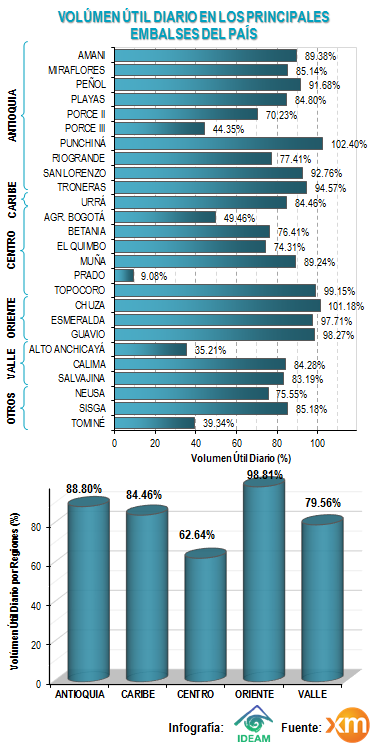 VOLÚMEN ÚTIL DIARIO EN LOS PRINCIPALES
EMBALSES DEL PAÍS
ANTIOQUIA
AMANI 89.38%
MIRAFLORES 85.14%
PEÑOL 91.68%
PLAYAS 84.80%
PORCE II 70.23%
PORCE III 44.35%
PUNCHINÁ 102.40%
RIOGRANDE 77.41%
SAN LORENZO 92.76%
TRONERAS 94.57%
CARIBE
URRÁ 84.46%
CENTRO
AGR. BOGOTÁ 49.46%
BETANIA 76.41%
EL QUIMBO 74.31%
MUÑA 89.24%
PRADO 9.08%
TOPOCORO 99.15%
ORIENTE
CHUZA 101.18%
ESMERALDA 97.71%
GUAVIO 98.27%
VALLE
ALTO ANCHICAYÁ 35.21%
CALIMA 84.28%
SALVAJINA 83.19%
OTROS
NEUSA 75.55%
SISGA 85.18%
TOMINÉ 39.34%
0 20 40 60 80 100
Volumen Útil Diario (%)
Volúmen Útil Diario por Regiones (%)
88.80% 84.46% 62.64% 98.81% 79.56%
80
60
40
20
0
ANTIOQUIA CARIBE CENTRO ORIENTE VALLE
Infografía: IDEAM Fuente: xm